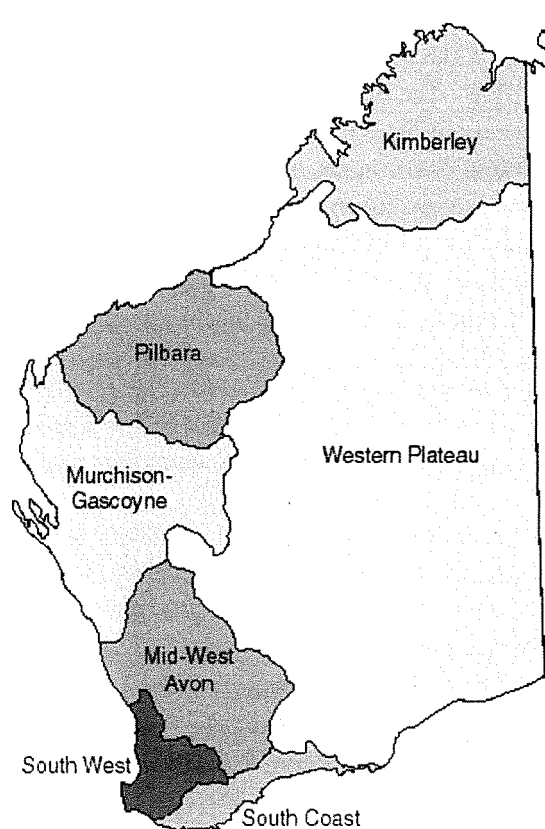 Kimberley
Pilbara
Western Plateau
Murchison-
Gascoyne
Mid-West
Avon
South West
South Coast